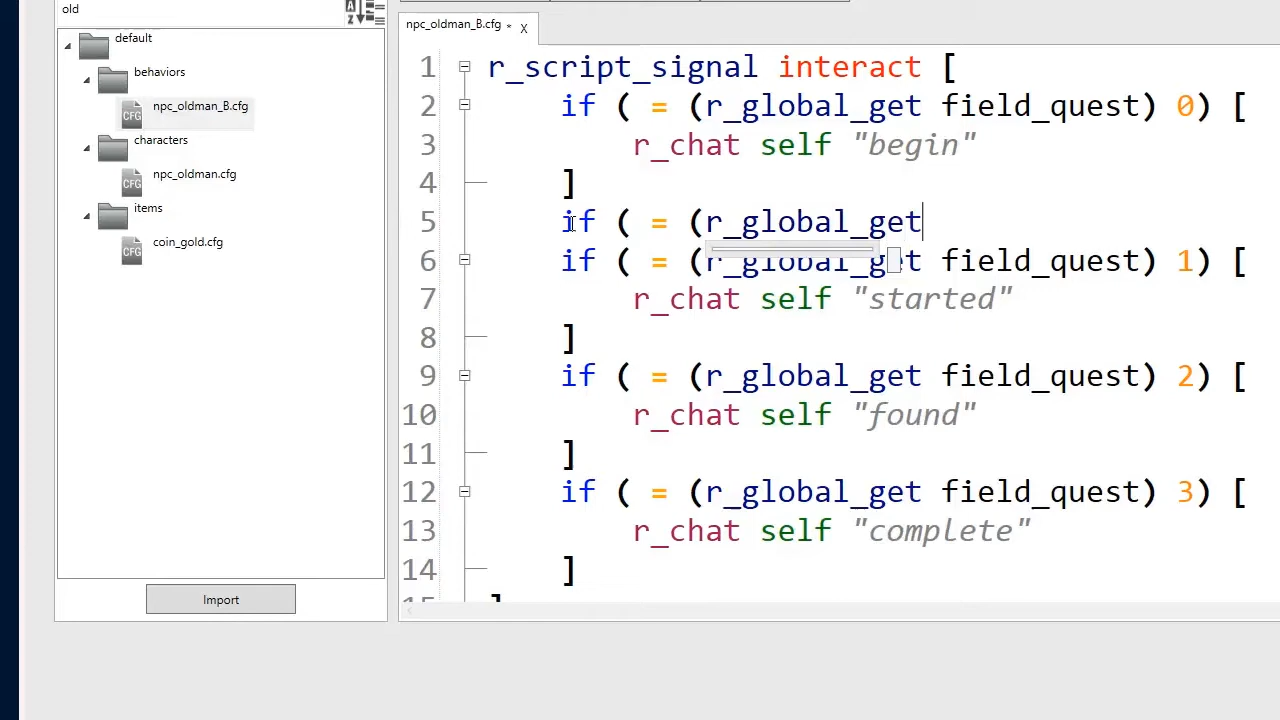 old
default
behaviors
npc_oldman_B.cfg
characters
npc_oldman.cfg
items
coin_gold.cfg
Import
npc_oldman_B.cfg * x
1 r_script_signal interact [
2 if ( = (r_global_get field_quest) 0) [
3 r_chat self "begin"
4 ]
5 if ( = (r_global_get
6 if ( = (r_global_get field_quest) 1) [
7 r_chat self "started"
8 ]
9 if ( = (r_global_get field_quest) 2) [
10 r_chat self "found"
11 ]
12 if ( = (r_global_get field_quest) 3) [
13 r_chat self "complete"
14 ]
15 ]